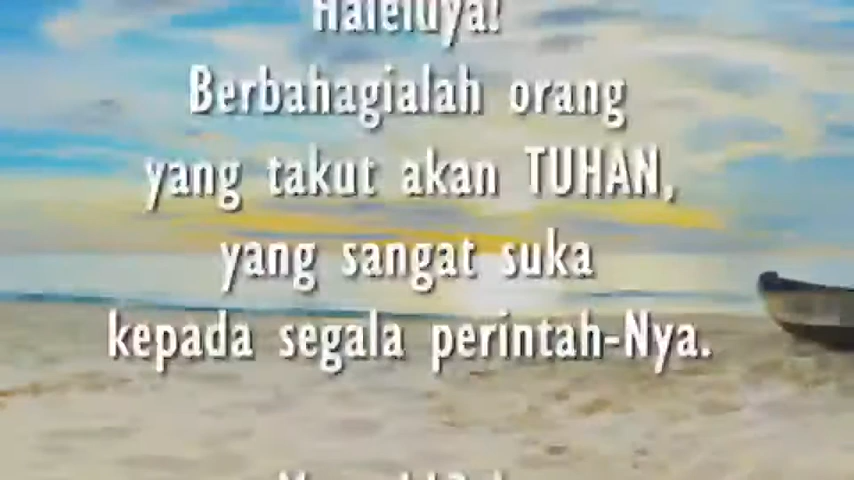 Haleluya!
Berbahagialah orang
yang takut akan TUHAN,
yang sangat suka
kepada segala perintah-Nya.